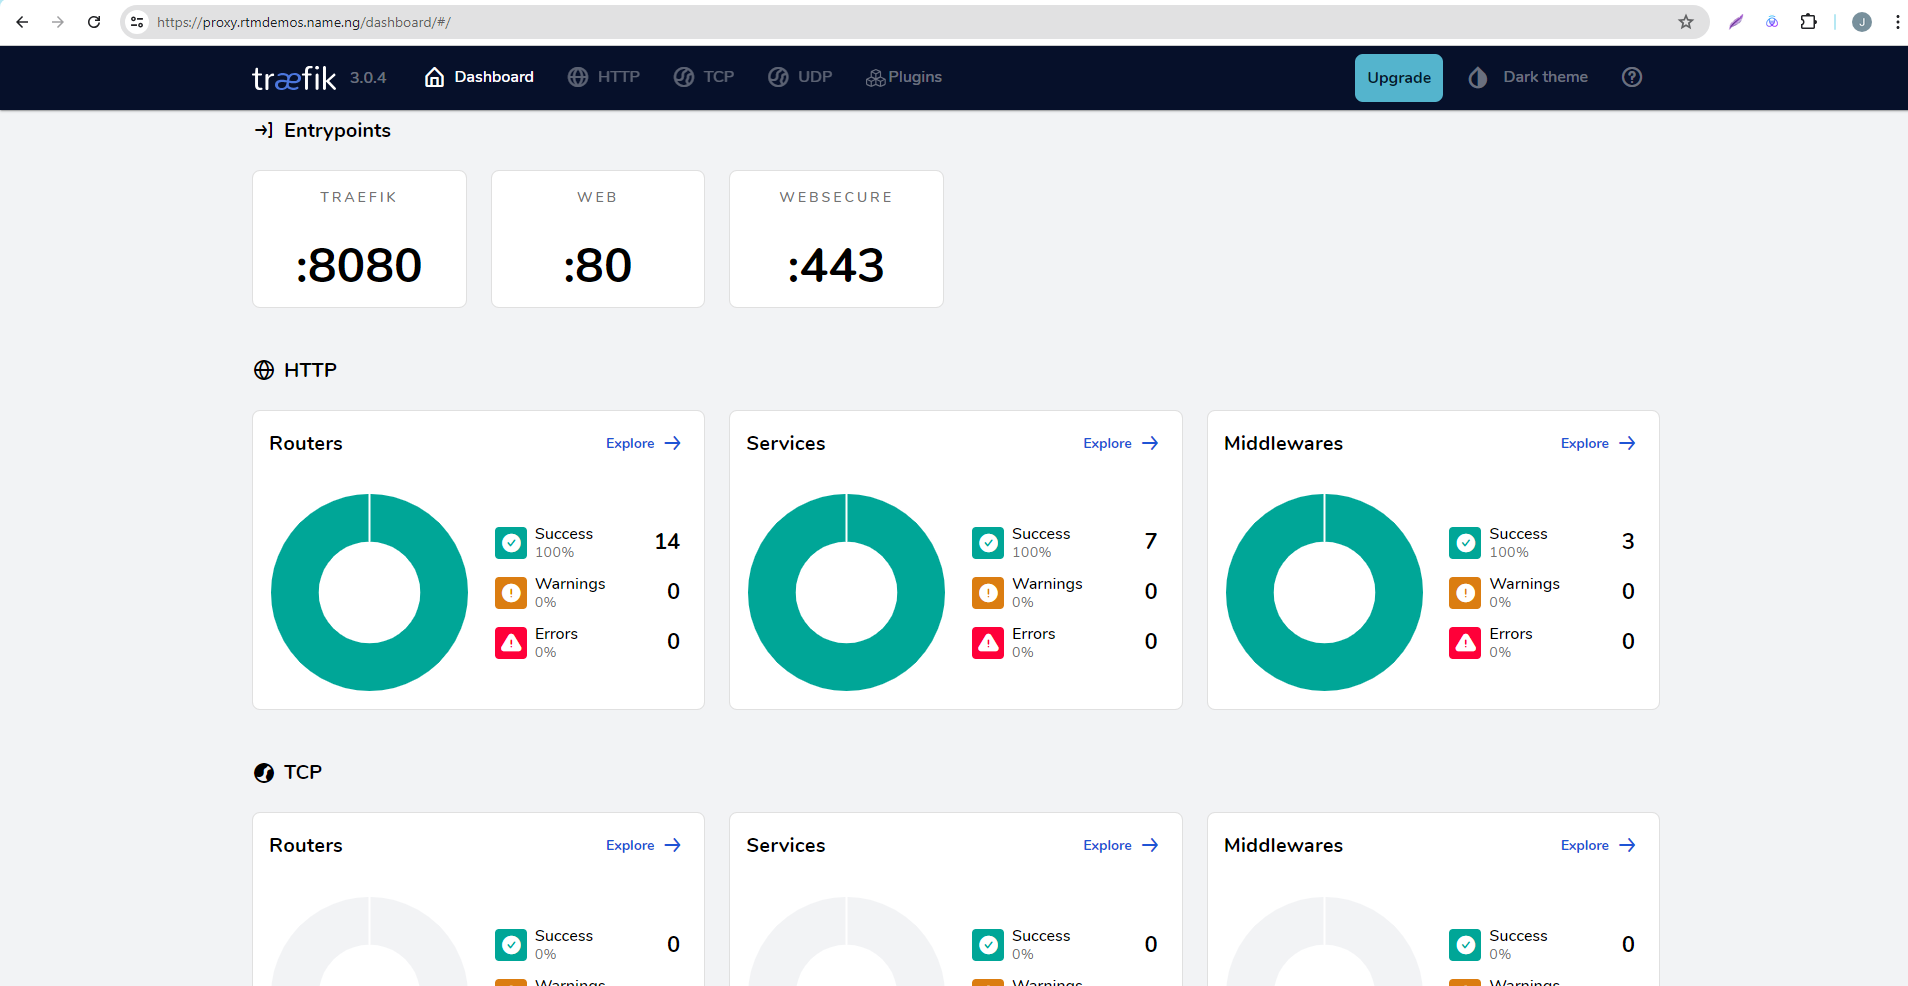 https://proxy.rtmdemos.name.ng/dashboard/#/
J
træfik 3.0.4 Dashboard HTTP TCP UDP Plugins Upgrade Dark theme
Entrypoints
TRAEFIK WEB WEBSECURE
:8080 :80 :443
HTTP
Routers Explore Services Explore Middlewares Explore
Success Success Success
14 7 3
100% 100% 100%
Warnings Warnings Warnings
0 0 0
0% 0% 0%
Errors Errors Errors
0 0 0
0% 0% 0%
TCP
Routers Explore Services Explore Middlewares Explore
Success Success Success
0 0 0
0% 0% 0%
Warnings Warnings Warnings